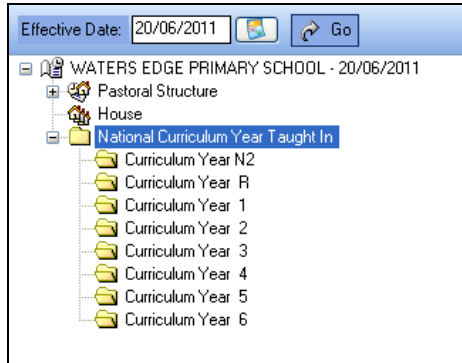 Effective Date: 20/06/2011 Go
WATERS EDGE PRIMARY SCHOOL - 20/06/2011
Pastoral Structure
House
National Curriculum Year Taught In
Curriculum Year N2
Curriculum Year R
Curriculum Year 1
Curriculum Year 2
Curriculum Year 3
Curriculum Year 4
Curriculum Year 5
Curriculum Year 6